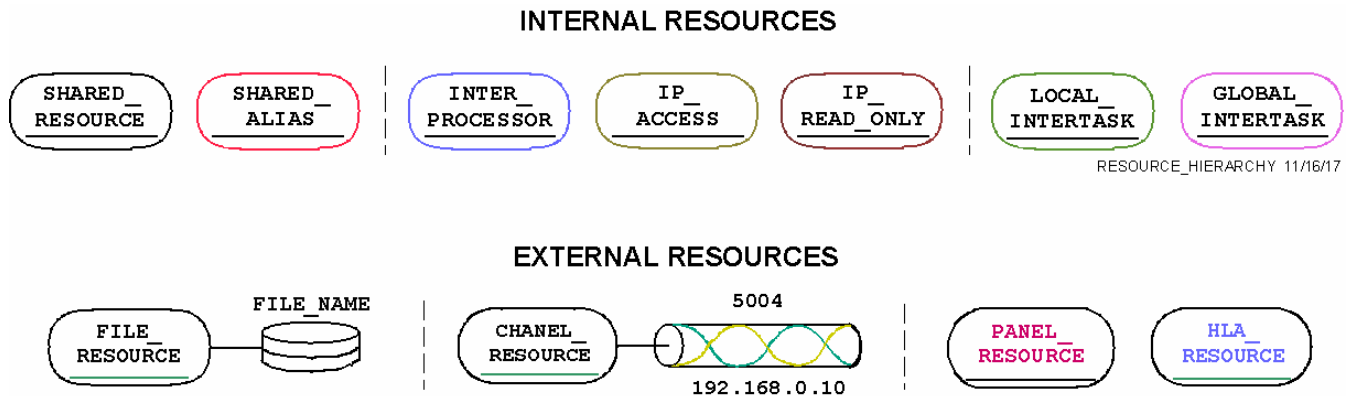 INTERNAL RESOURCES
SHARED_
RESOURCE
SHARED_
ALIAS
INTER_
PROCESSOR
IP_
ACCESS
IP_
READ_ONLY
LOCAL_
INTERTASK
GLOBAL_
INTERTASK
RESOURCE_HIERARCHY 11/16/17
EXTERNAL RESOURCES
FILE_
RESOURCE
FILE_NAME
CHANEL_
RESOURCE
5004
192.168.0.10
PANEL_
RESOURCE
HLA_
RESOURCE